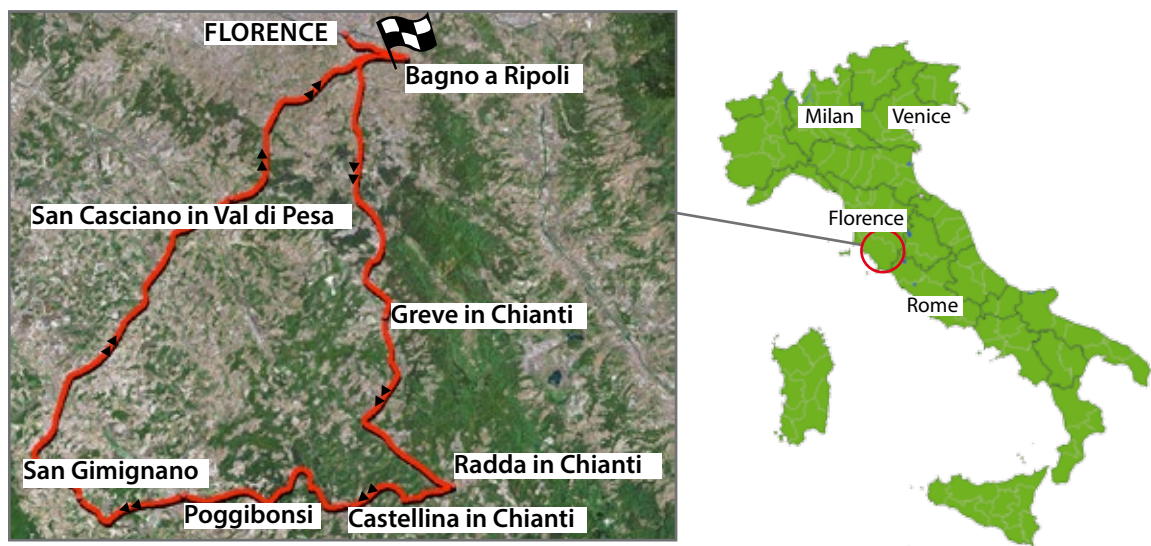 FLORENCE
Bagno a Ripoli
San Casciano in Val di Pesa
Greve in Chianti
San Gimignano
Radda in Chianti
Poggibonsi
Castellina in Chianti
Milan
Venice
Florence
Rome